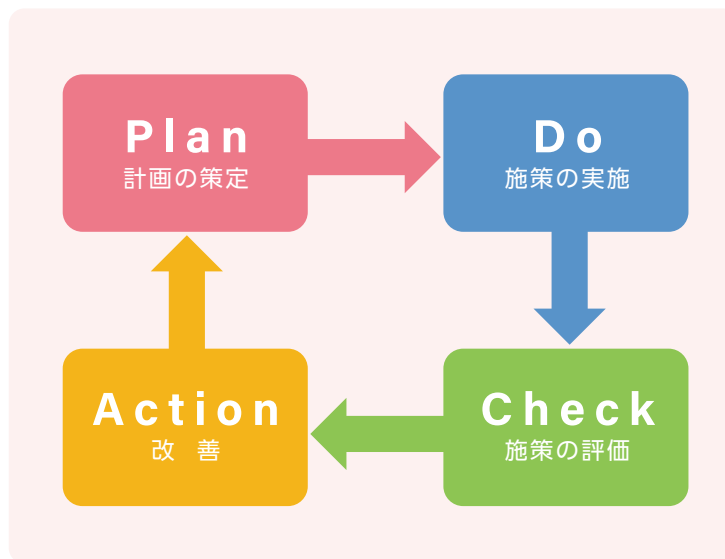 Plan
計画の策定
Do
施策の実施
Action
改 善
Check
施策の評価